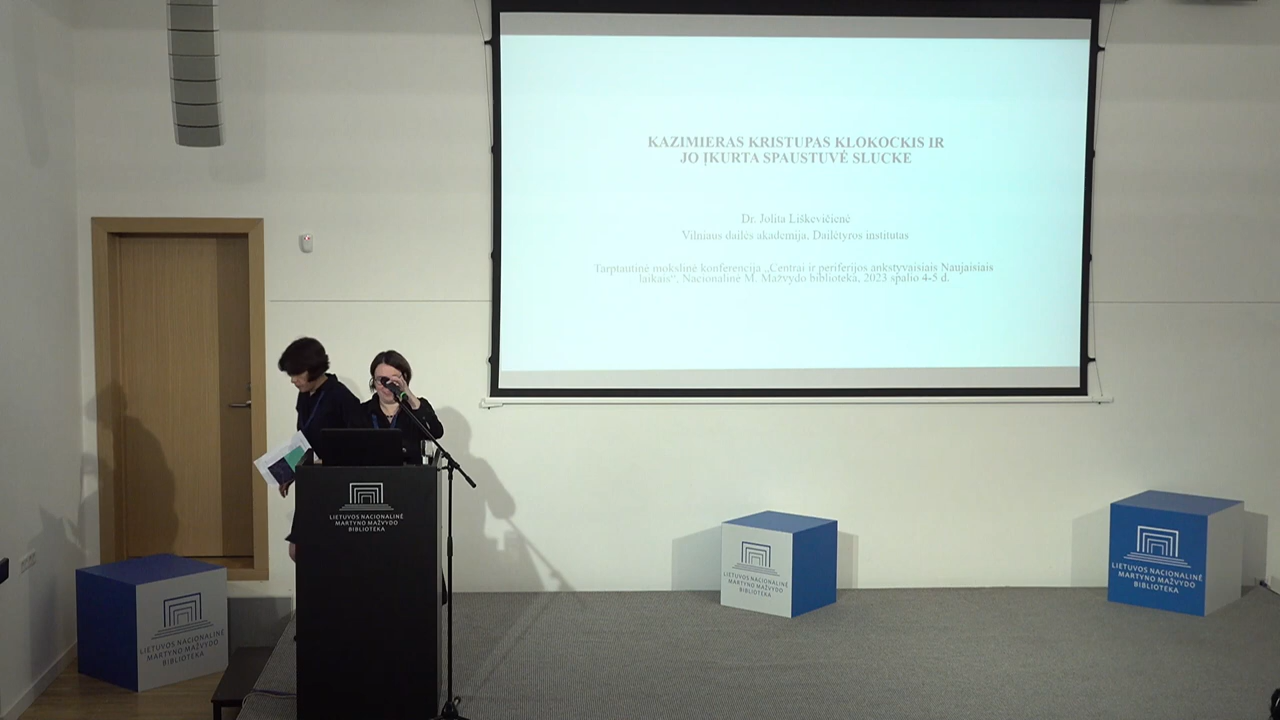 KAZIMIERAS KRISTUPAS KLOKOCKIS IR
JO ĮKURTA SPAUSTUVĖ SLUCKE
Dr. Jolita Liškevičienė
Vilniaus dailės akademija, Dailėtyros institutas
Tarptautinė mokslinė konferencija „Centrai ir periferijos ankstyvaisiais Naujaisiais
laikais“, Nacionalinė M. Mažvydo biblioteka, 2023 spalio 4-5 d.
LIETUVOS NACIONALINĖ
MARTYNO MAŽVYDO
BIBLIOTEKA
LIETUVOS NACIONALINĖ
MARTYNO MAŽVYDO
BIBLIOTEKA
LIETUVOS NACIONALINĖ
MARTYNO MAŽVYDO
BIBLIOTEKA
LIETUVOS NACIONALINĖ
MARTYNO MAŽVYDO
BIBLIOTEKA